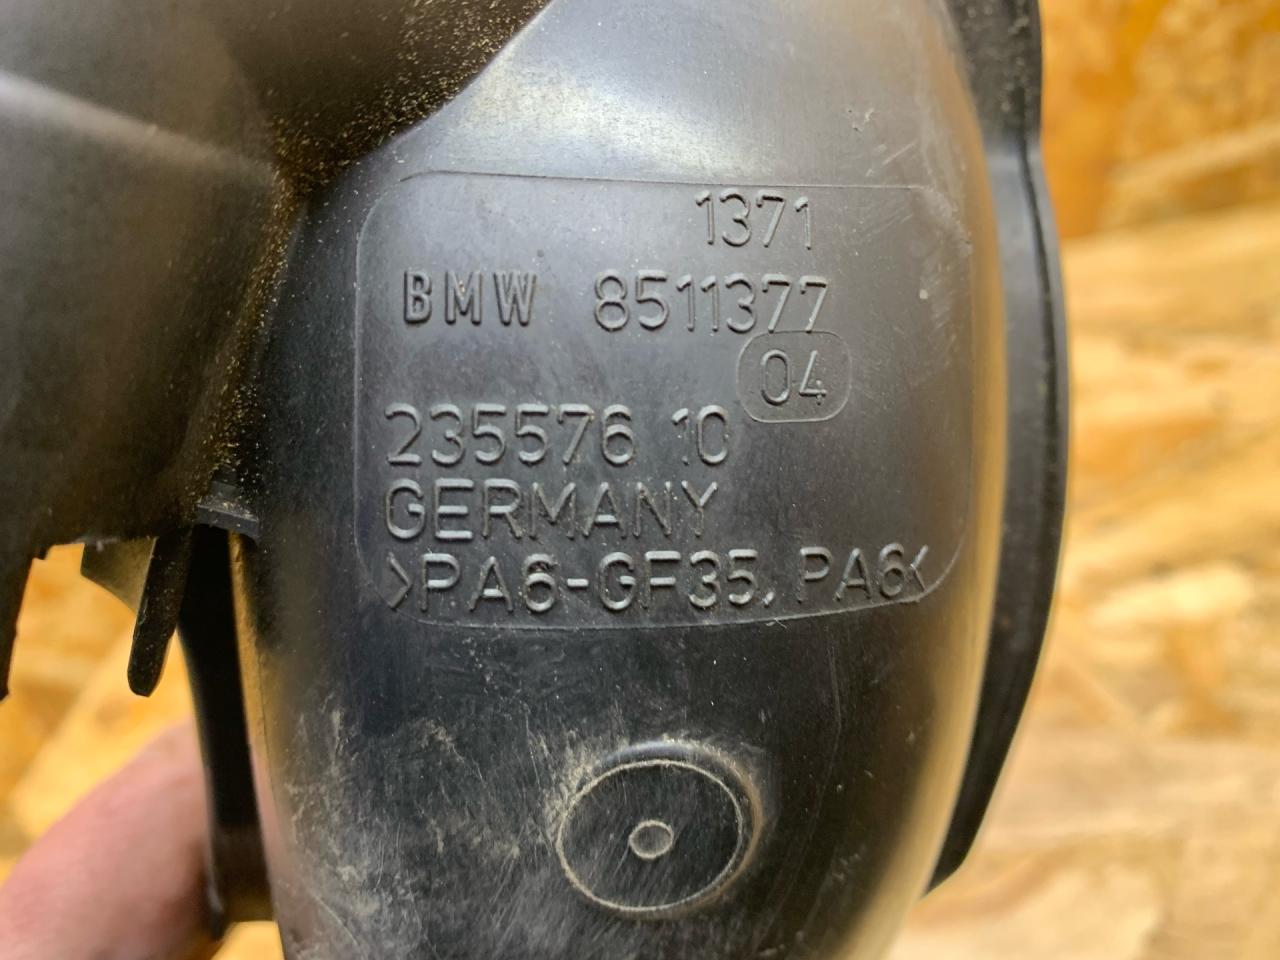 1371
BMW 8511377
04
235576 10
GERMANY
>PA6-GF35, PA6<